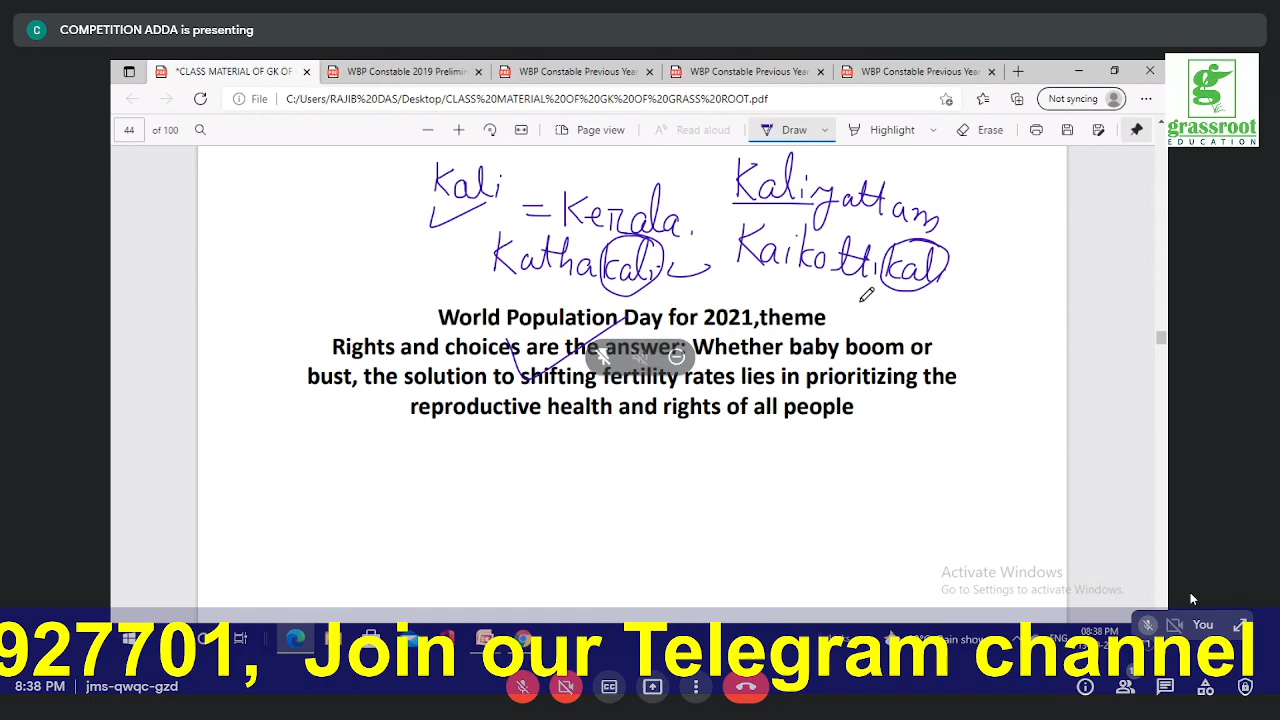 C COMPETITION ADDA is presenting
*CLASS MATERIAL OF GK OF
WBP Constable 2019 Prelimin
WBP Constable Previous Year
WBP Constable Previous Year
WBP Constable Previous Year
File C:/Users/RAJIB%20DAS/Desktop/CLASS%20MATERIAL%20OF%20GK%20OF%20GRASS%20ROOT.pdf Not syncing
44 of 100 Page view Read aloud Draw Highlight Erase
grassroot
EDUCATION
Kali = Kerala. Kaliyattam
Kathakali Kaikottikali
World Population Day for 2021,theme
Rights and choices are the answer: Whether baby boom or
bust, the solution to shifting fertility rates lies in prioritizing the
reproductive health and rights of all people
Activate Windows
Go to Settings to activate Windows.
You
Rain show ENG 08:38 PM
927701, Join our Telegram channel
8:38 PM jms-qwqc-gzd